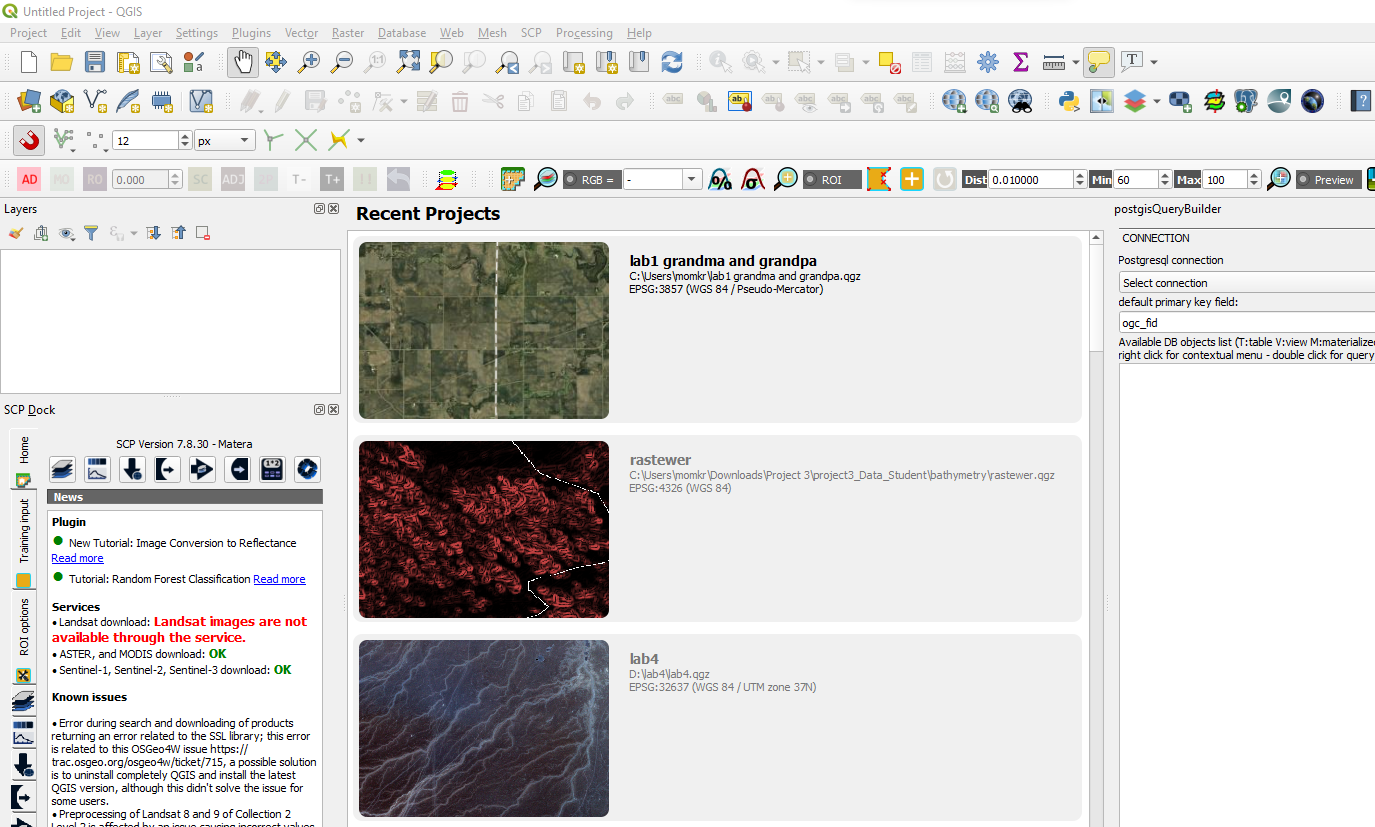 Untitled Project - QGIS
Project Edit View Layer Settings Plugins Vector Raster Database Web Mesh SCP Processing Help
12 px
AD MO RO 0.000 SC ADJ T- T+ RGB = - ROI Dist 0.010000 Min 60 Max 100 Preview
Layers
SCP Dock
Home
Training input
ROI options
SCP Version 7.8.30 - Matera
News
Plugin
New Tutorial: Image Conversion to Reflectance
Read more
Tutorial: Random Forest Classification Read more
Services
• Landsat download: Landsat images are not
available through the service.
• ASTER, and MODIS download: OK
• Sentinel-1, Sentinel-2, Sentinel-3 download: OK
Known issues
• Error during search and downloading of products
returning an error related to the SSL library; this error
is related to this OSGeo4W issue https://
trac.osgeo.org/osgeo4w/ticket/715, a possible solution
is to uninstall completely QGIS and install the latest
QGIS version, although this didn't solve the issue for
some users.
• Preprocessing of Landsat 8 and 9 of Collection 2
Level 2 is affected by an issue causing incorrect values
Recent Projects
lab1 grandma and grandpa
C:\Users\momkr\lab1 grandma and grandpa.qgz
EPSG:3857 (WGS 84 / Pseudo-Mercator)
rastewer
C:\Users\momkr\Downloads\Project 3\project3_Data_Student\bathymetry\rastewer.qgz
EPSG:4326 (WGS 84)
lab4
D:\lab4\lab4.qgz
EPSG:32637 (WGS 84 / UTM zone 37N)
postgisQueryBuilder
CONNECTION
Postgresql connection
Select connection
default primary key field:
ogc_fid
Available DB objects list (T:table V:view M:materialized
right click for contextual menu - double click for query